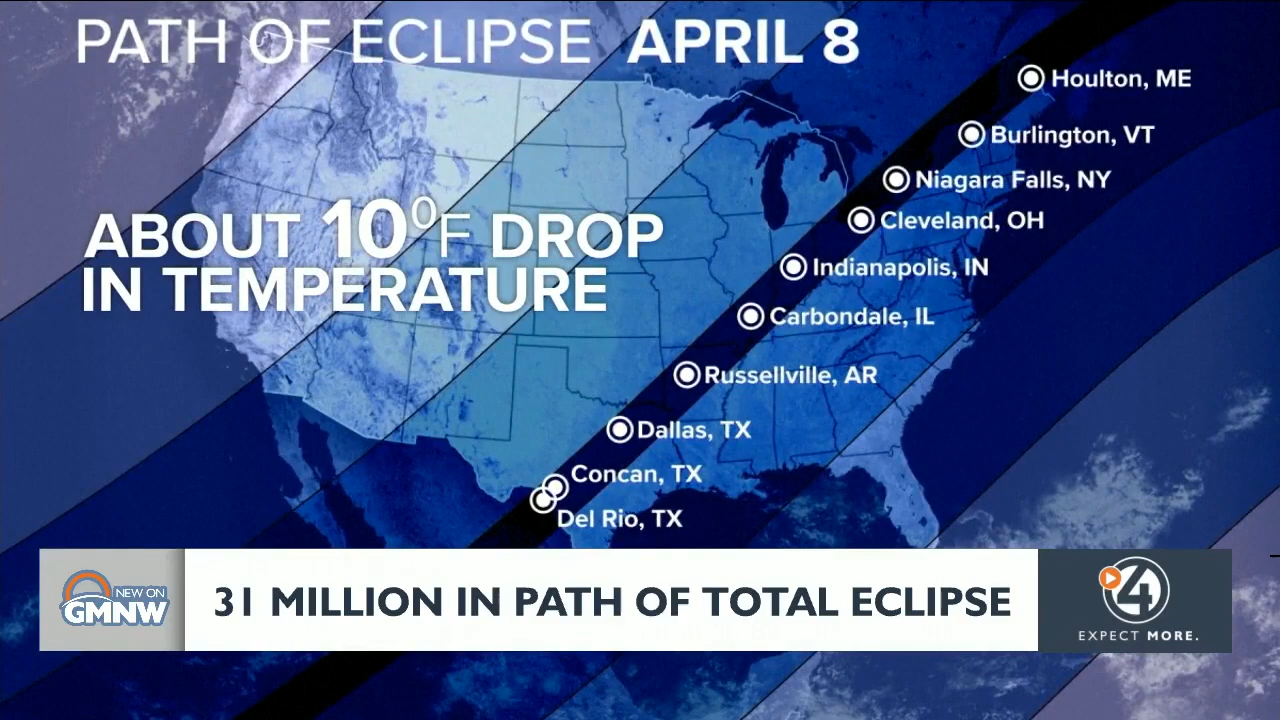 PATH OF ECLIPSE APRIL 8
Houlton, ME
Burlington, VT
Niagara Falls, NY
ABOUT 10°F DROP
IN TEMPERATURE
Cleveland, OH
Indianapolis, IN
Carbondale, IL
Russellville, AR
Dallas, TX
Concan, TX
Del Rio, TX
NEW ON
GMNW
31 MILLION IN PATH OF TOTAL ECLIPSE
4
EXPECT MORE.